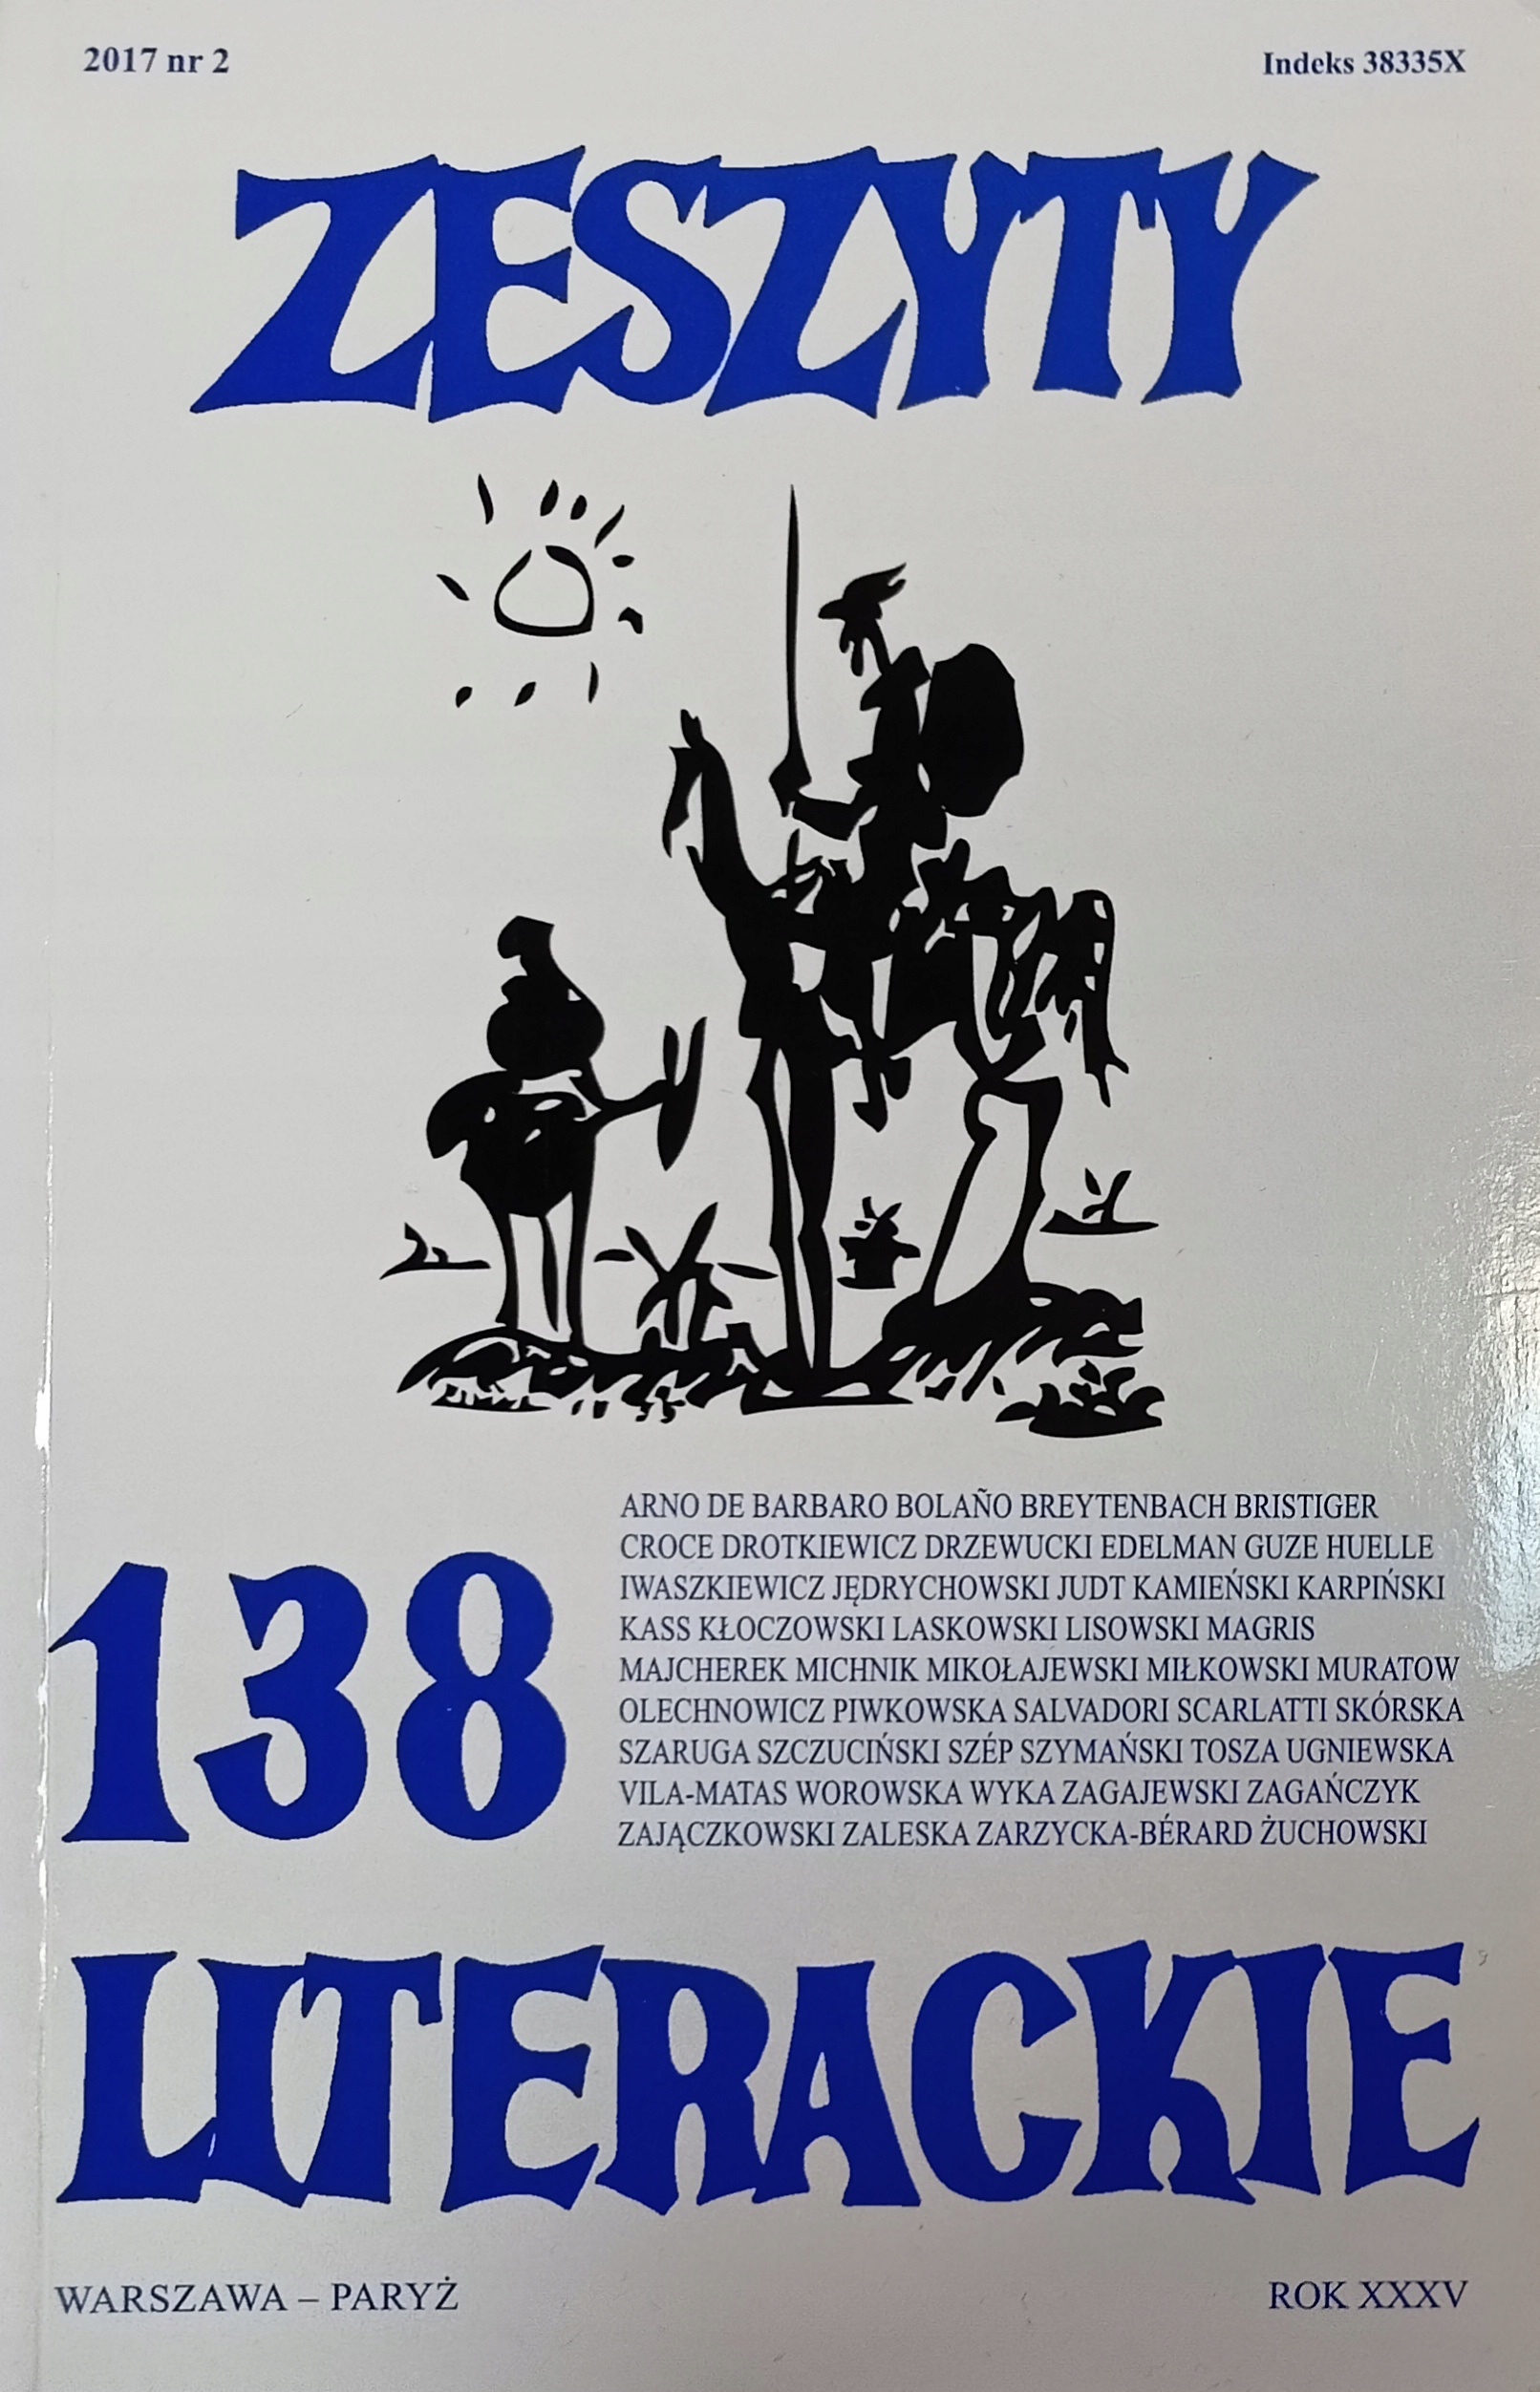 2017 nr 2
Indeks 38335X
ZESZYTY
138
ARNO DE BARBARO BOLAÑO BREYTENBACH BRISTIGER
CROCE DROTKIEWICZ DRZEWUCKI EDELMAN GUZE HUELLE
IWASZKIEWICZ JĘDRYCHOWSKI JUDT KAMIEŃSKI KARPIŃSKI
KASS KŁOCZOWSKI LASKOWSKI LISOWSKI MAGRIS
MAJCHEREK MICHNIK MIKOŁAJEWSKI MIŁKOWSKI MURATOW
OLECHNOWICZ PIWKOWSKA SALVADORI SCARLATTI SKÓRSKA
SZARUGA SZCZUCIŃSKI SZÉP SZYMAŃSKI TOSZA UGNIEWSKA
VILA-MATAS WOROWSKA WYKA ZAGAJEWSKI ZAGAŃCZYK
ZAJĄCZKOWSKI ZALESKA ZARZYCKA-BÉRARD ŻUCHOWSKI
LITERACKIE
WARSZAWA – PARYŻ
ROK XXXV